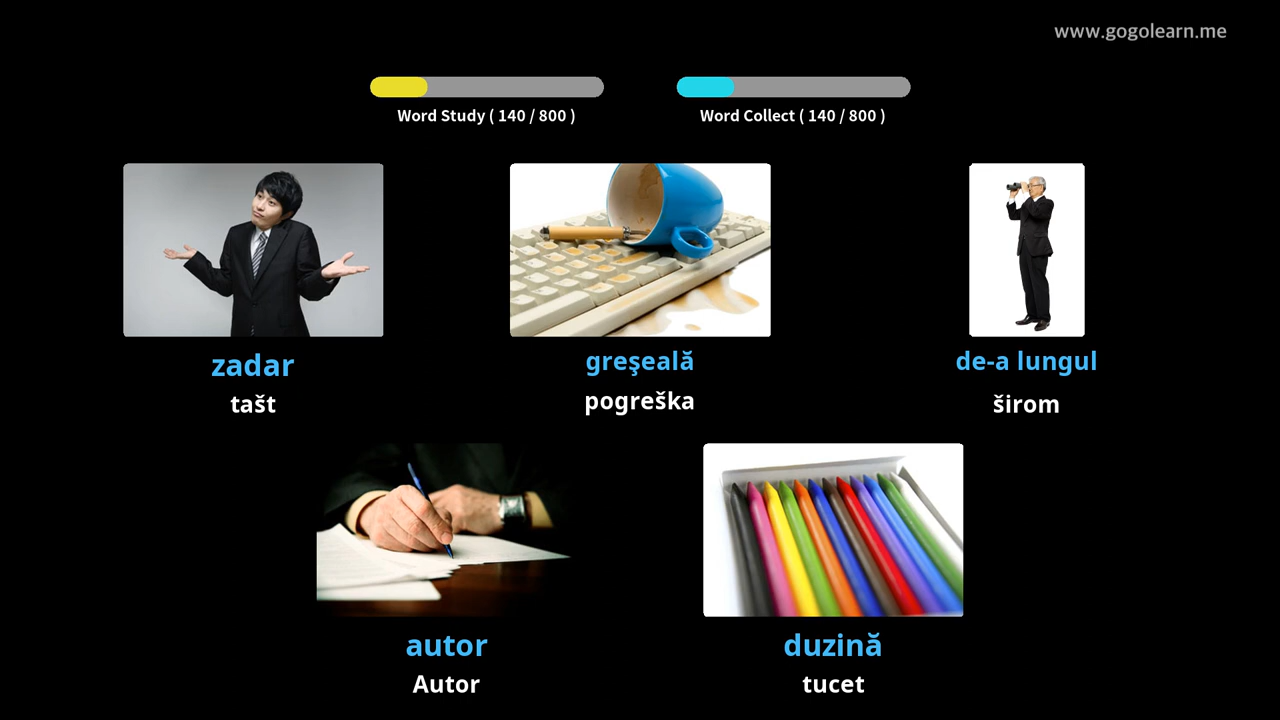 www.gogolearn.me
Word Study ( 140 / 800 )
Word Collect ( 140 / 800 )
zadar
tašt
greşeală
pogreška
de-a lungul
širom
autor
Autor
duzină
tucet